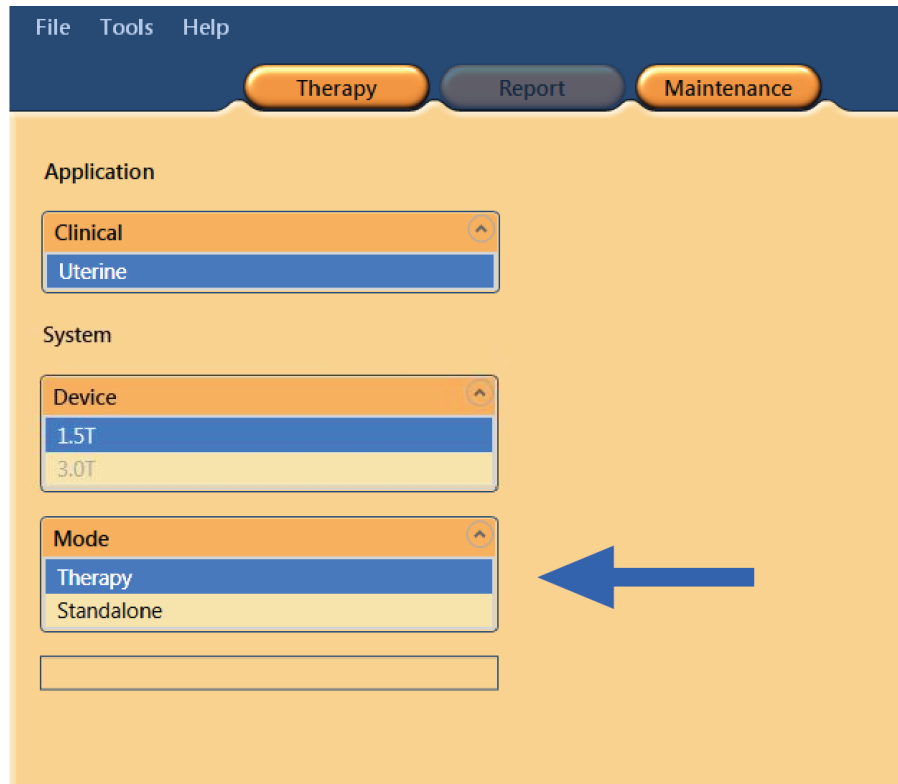 File Tools Help
Therapy Report Maintenance
Application
Clinical
Uterine
System
Device
1.5T
3.0T
Mode
Therapy
Standalone